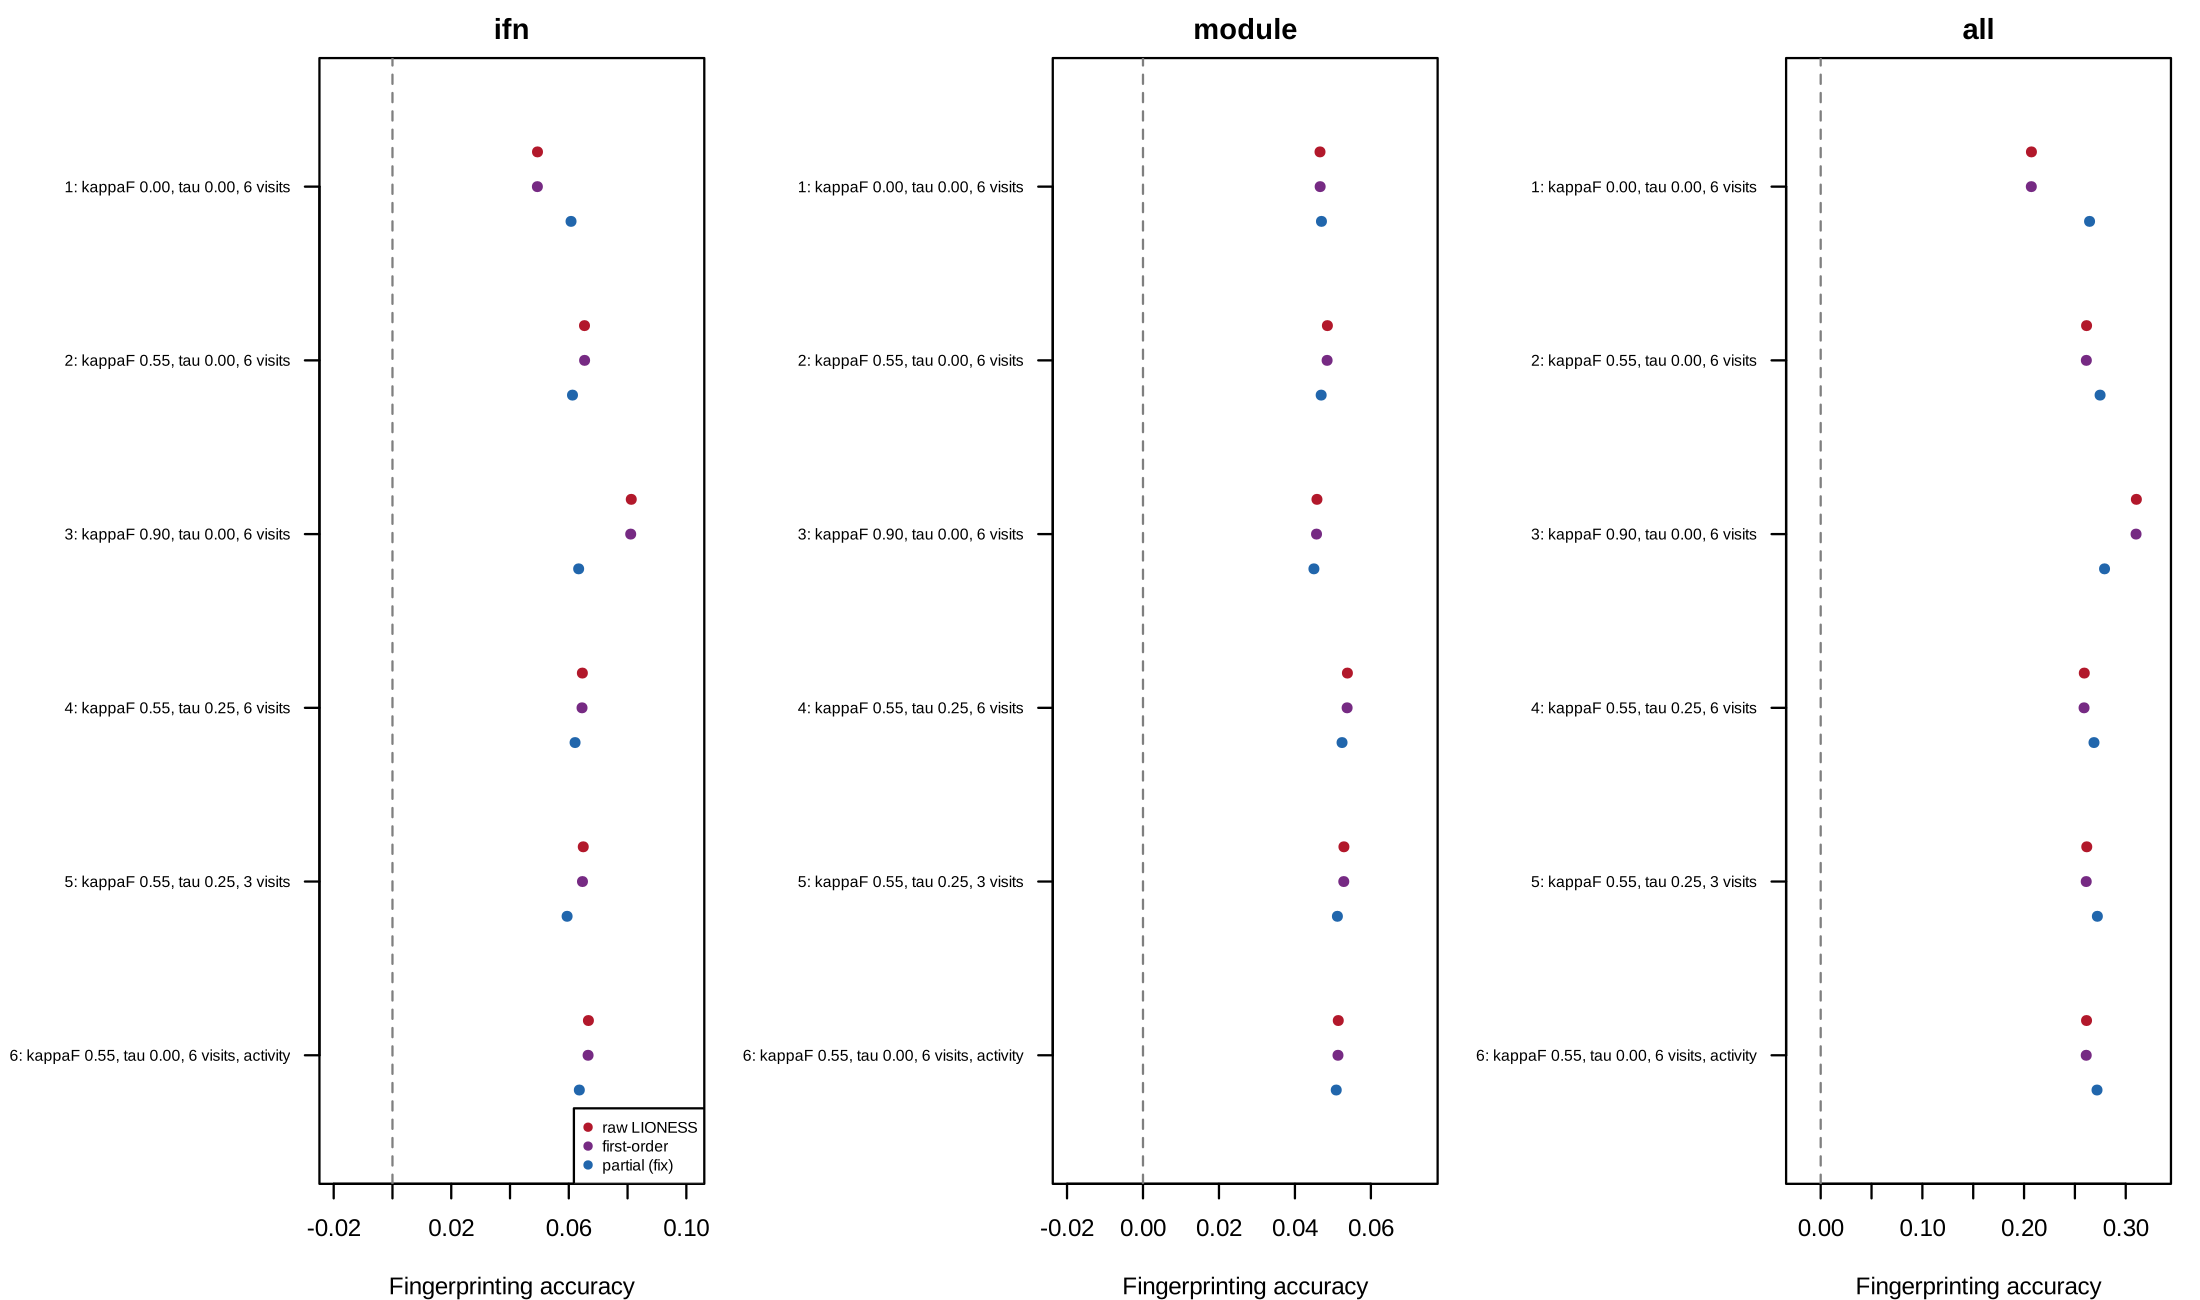 ifn
1: kappaF 0.00, tau 0.00, 6 visits
2: kappaF 0.55, tau 0.00, 6 visits
3: kappaF 0.90, tau 0.00, 6 visits
4: kappaF 0.55, tau 0.25, 6 visits
5: kappaF 0.55, tau 0.25, 3 visits
6: kappaF 0.55, tau 0.00, 6 visits, activity
raw LIONESS
first-order
partial (fix)
-0.02 0.02 0.06 0.10
Fingerprinting accuracy
module
1: kappaF 0.00, tau 0.00, 6 visits
2: kappaF 0.55, tau 0.00, 6 visits
3: kappaF 0.90, tau 0.00, 6 visits
4: kappaF 0.55, tau 0.25, 6 visits
5: kappaF 0.55, tau 0.25, 3 visits
6: kappaF 0.55, tau 0.00, 6 visits, activity
-0.02 0.00 0.02 0.04 0.06
Fingerprinting accuracy
all
1: kappaF 0.00, tau 0.00, 6 visits
2: kappaF 0.55, tau 0.00, 6 visits
3: kappaF 0.90, tau 0.00, 6 visits
4: kappaF 0.55, tau 0.25, 6 visits
5: kappaF 0.55, tau 0.25, 3 visits
6: kappaF 0.55, tau 0.00, 6 visits, activity
0.00 0.10 0.20 0.30
Fingerprinting accuracy